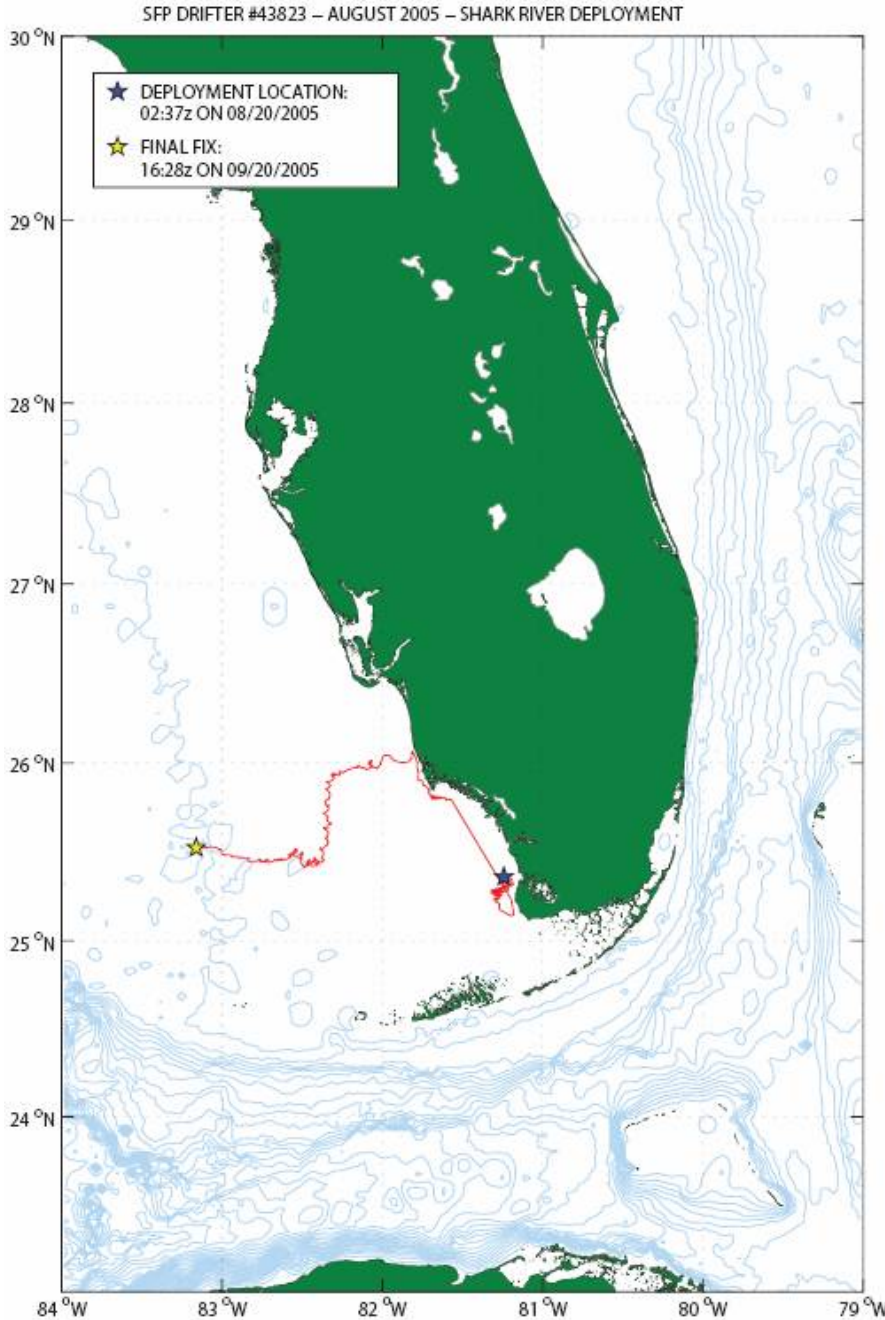 SFP DRIFTER #43823 – AUGUST 2005 – SHARK RIVER DEPLOYMENT
30 °N
DEPLOYMENT LOCATION:
02:37z ON 08/20/2005
FINAL FIX:
16:28z ON 09/20/2005
29 °N
28 °N
27 °N
26 °N
25 °N
24 °N
84 °W 83 °W 82 °W 81 °W 80 °W 79 °W